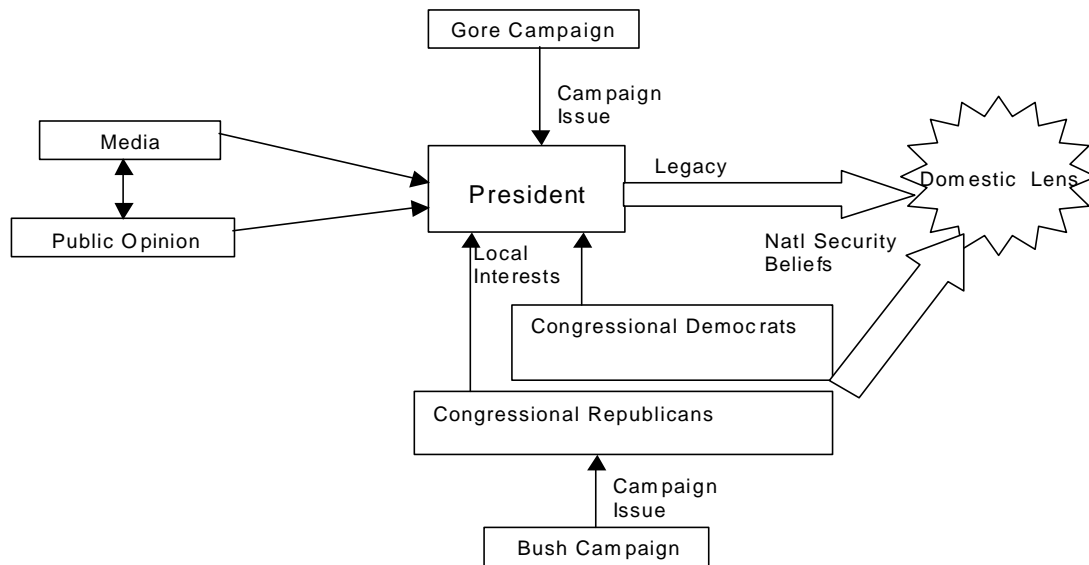 Gore Campaign
Campaign
Issue
Media
President
Legacy
Domestic Lens
Public Opinion
Local
Interests
Natl Security
Beliefs
Congressional Democrats
Congressional Republicans
Campaign
Issue
Bush Campaign